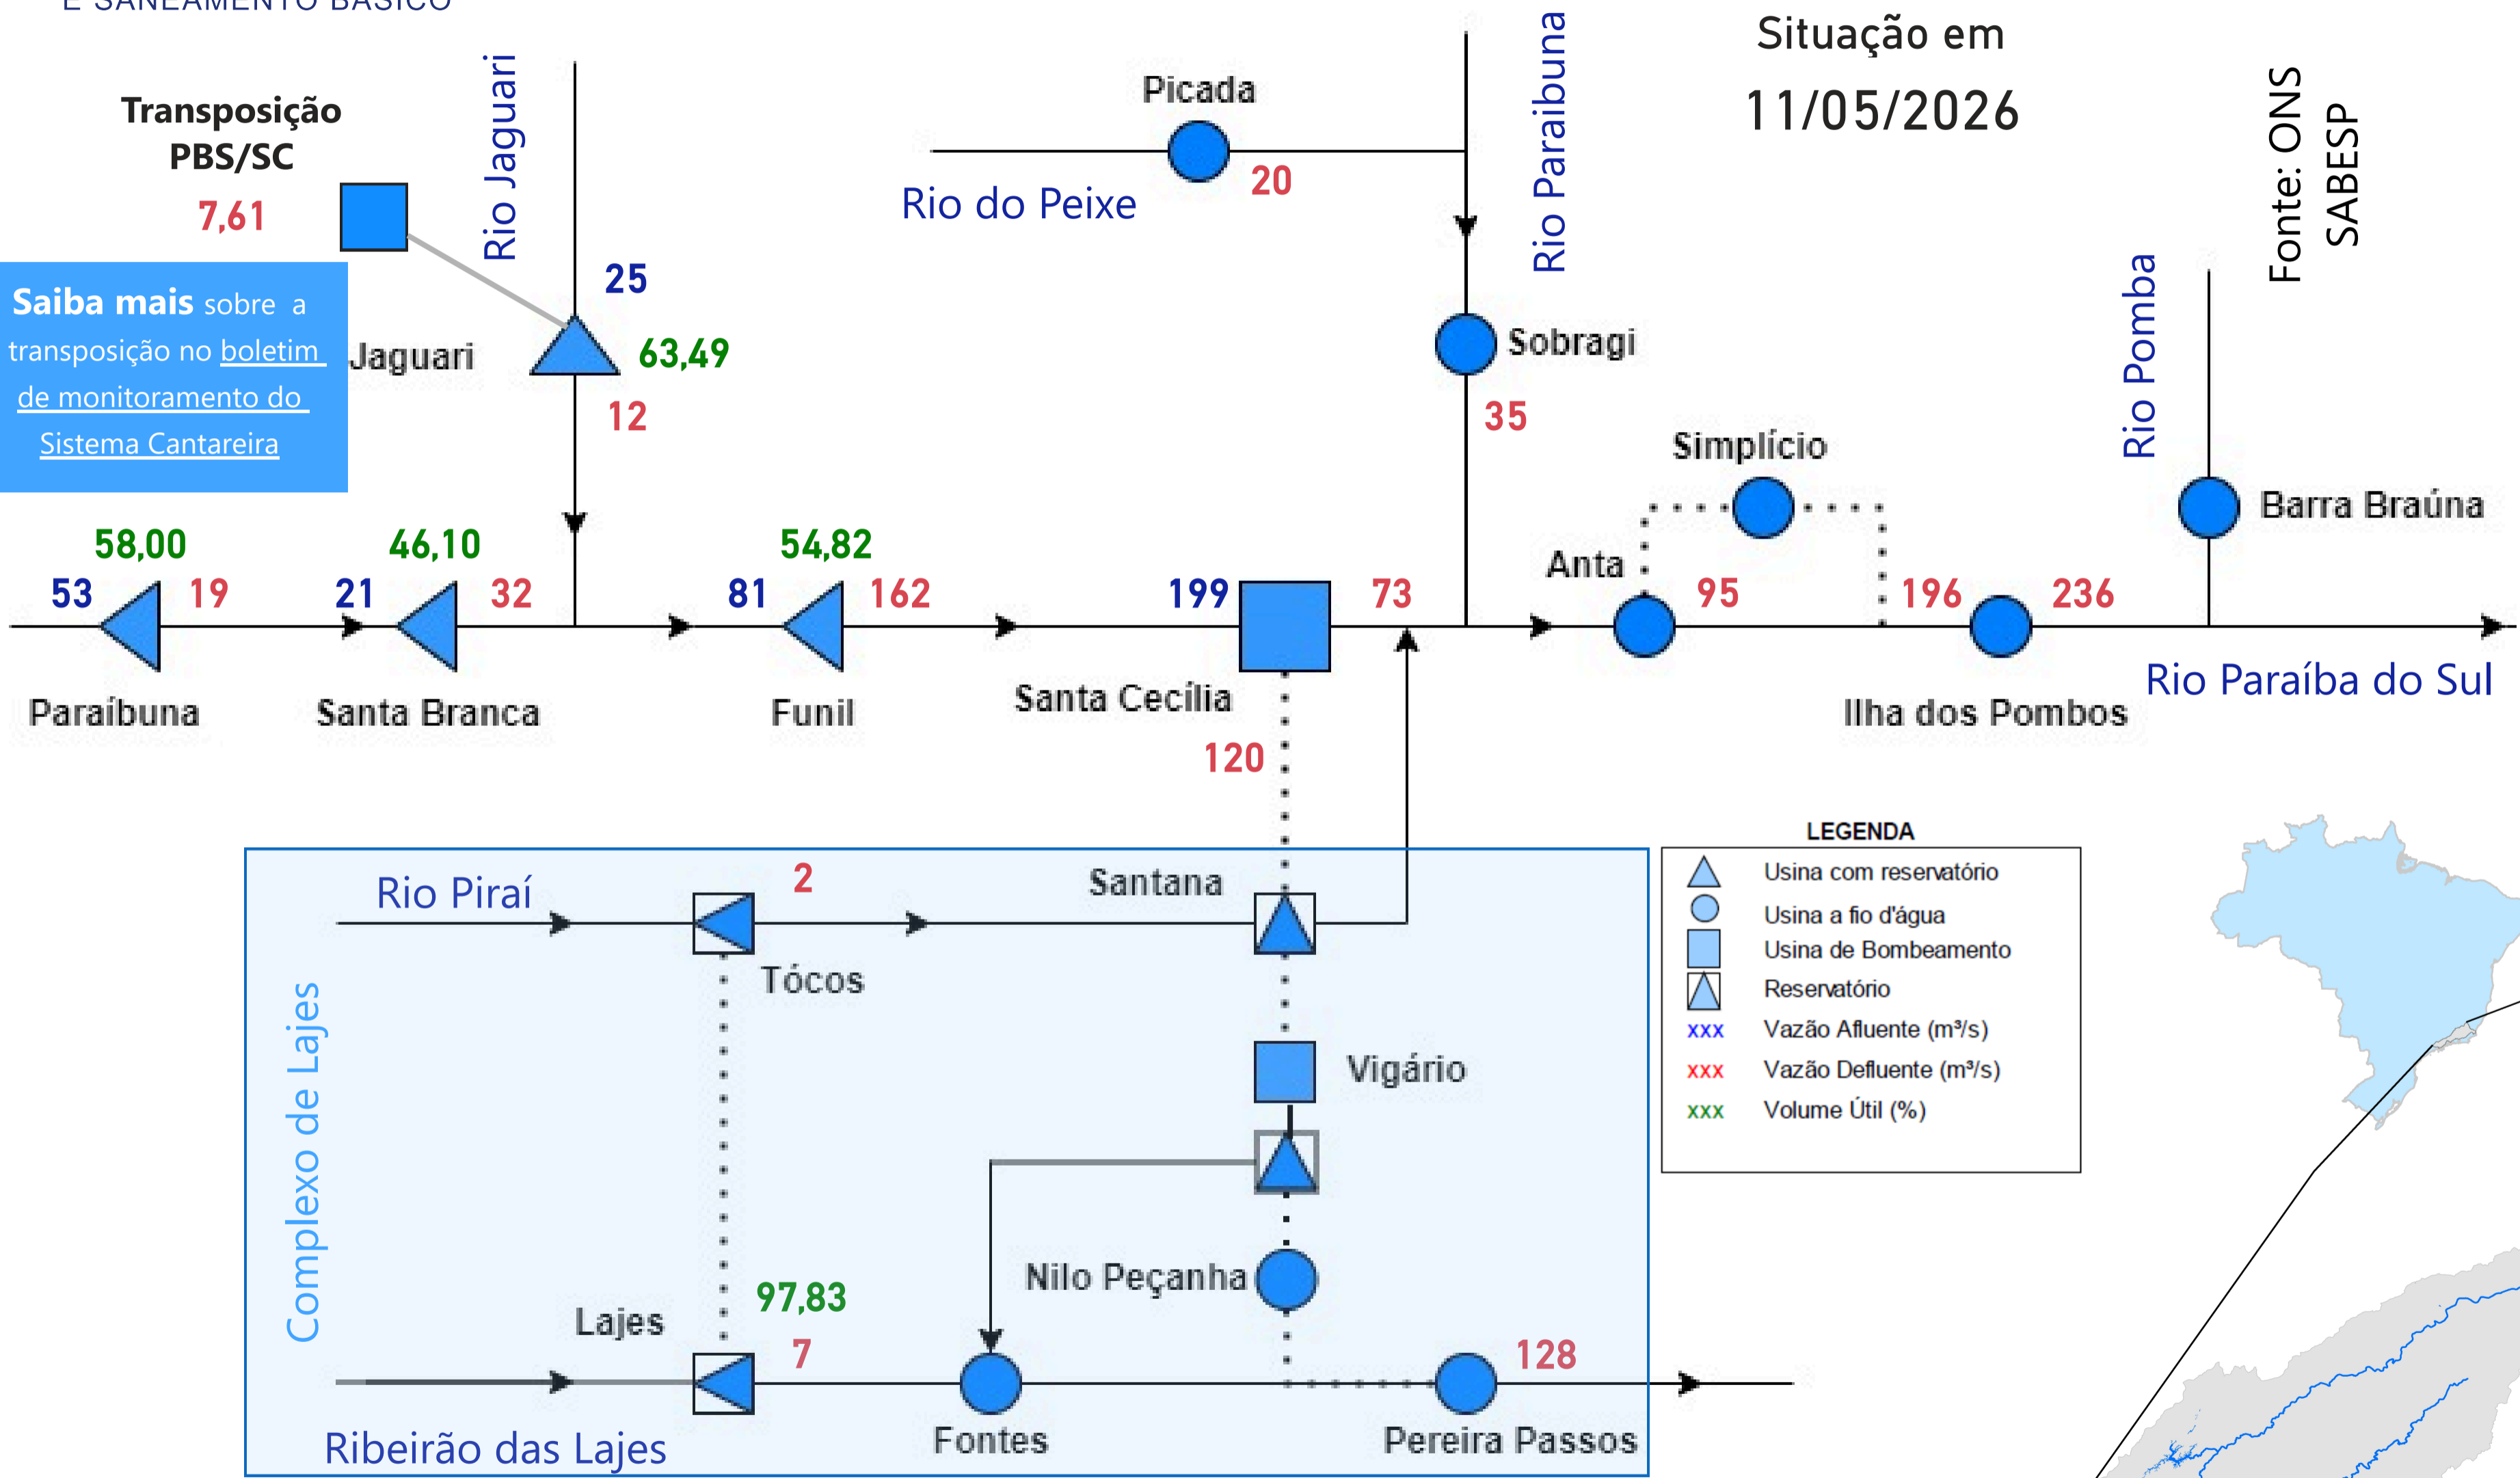 E SANEAMENTO BÁSICO
Situação em
11/05/2026
Fonte: ONS
SABESP
Transposição
PBS/SC
7,61
Rio Jaguari
Picada
20
Rio do Peixe
Rio Paraibuna
Saiba mais sobre a
transposição no boletim
de monitoramento do
Sistema Cantareira
25
Jaguari
63,49
12
Sobragi
35
Rio Pomba
Simplício
Barra Braúna
58,00
46,10
54,82
Anta
53
19
21
32
81
162
199
73
95
196
236
Paraíbuna
Santa Branca
Funil
Santa Cecília
Ilha dos Pombos
Rio Paraíba do Sul
120
Complexo de Lajes
Rio Piraí
2
Santana
Tócos
Vigário
Nilo Peçanha
Lajes
97,83
7
128
Ribeirão das Lajes
Fontes
Pereira Passos
LEGENDA
Usina com reservatório
Usina a fio d'água
Usina de Bombeamento
Reservatório
xxx Vazão Afluente (m³/s)
xxx Vazão Defluente (m³/s)
xxx Volume Útil (%)